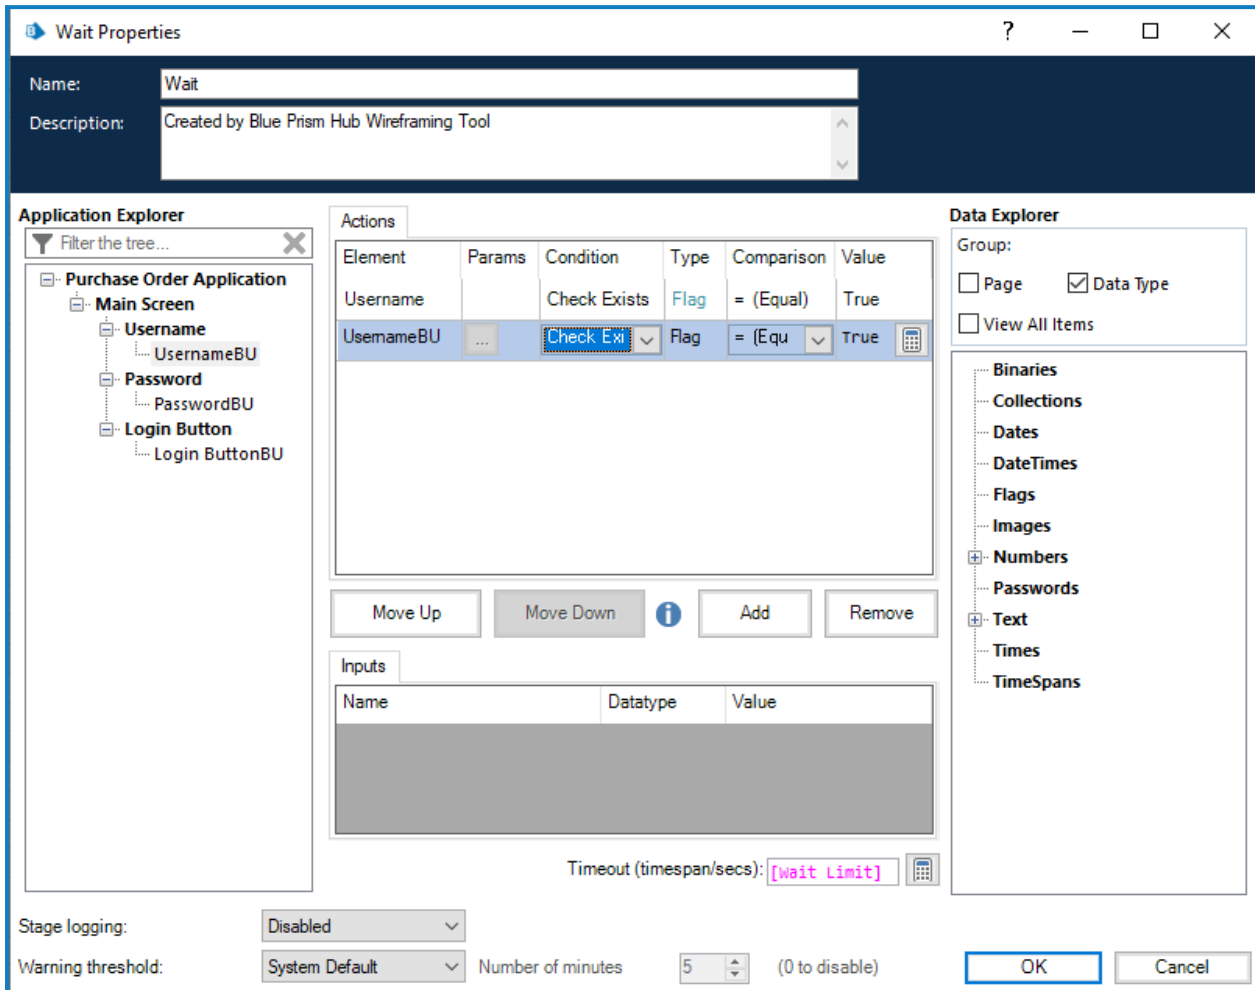 Wait Properties
Name: Wait
Description: Created by Blue Prism Hub Wireframing Tool
Application Explorer
Filter the tree...
Purchase Order Application
Main Screen
Username
UsernameBU
Password
PasswordBU
Login Button
Login ButtonBU
Actions
Element Params Condition Type Comparison Value
Username Check Exists Flag = (Equal) True
UsernameBU ... Check Exi Flag = (Equ True
Move Up Move Down i Add Remove
Inputs
Name Datatype Value
Timeout (timespan/secs): [Wait Limit]
Data Explorer
Group:
Page Data Type
View All Items
Binaries
Collections
Dates
DateTimes
Flags
Images
Numbers
Passwords
Text
Times
TimeSpans
Stage logging: Disabled
Warning threshold: System Default Number of minutes 5 (0 to disable)
OK Cancel